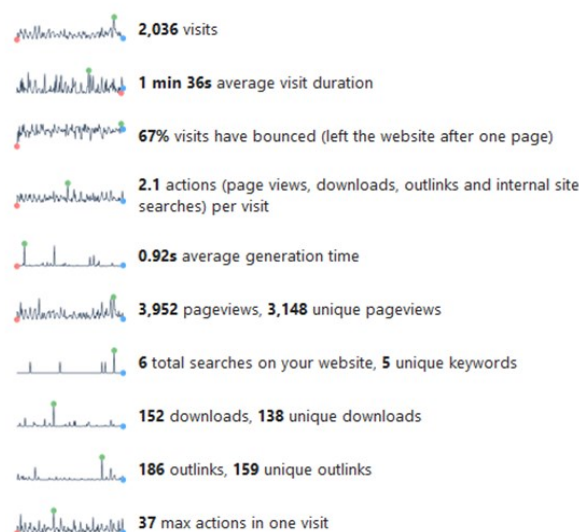 2,036 visits
1 min 36s average visit duration
67% visits have bounced (left the website after one page)
2.1 actions (page views, downloads, outlinks and internal site
searches) per visit
0.92s average generation time
3,952 pageviews, 3,148 unique pageviews
6 total searches on your website, 5 unique keywords
152 downloads, 138 unique downloads
186 outlinks, 159 unique outlinks
37 max actions in one visit